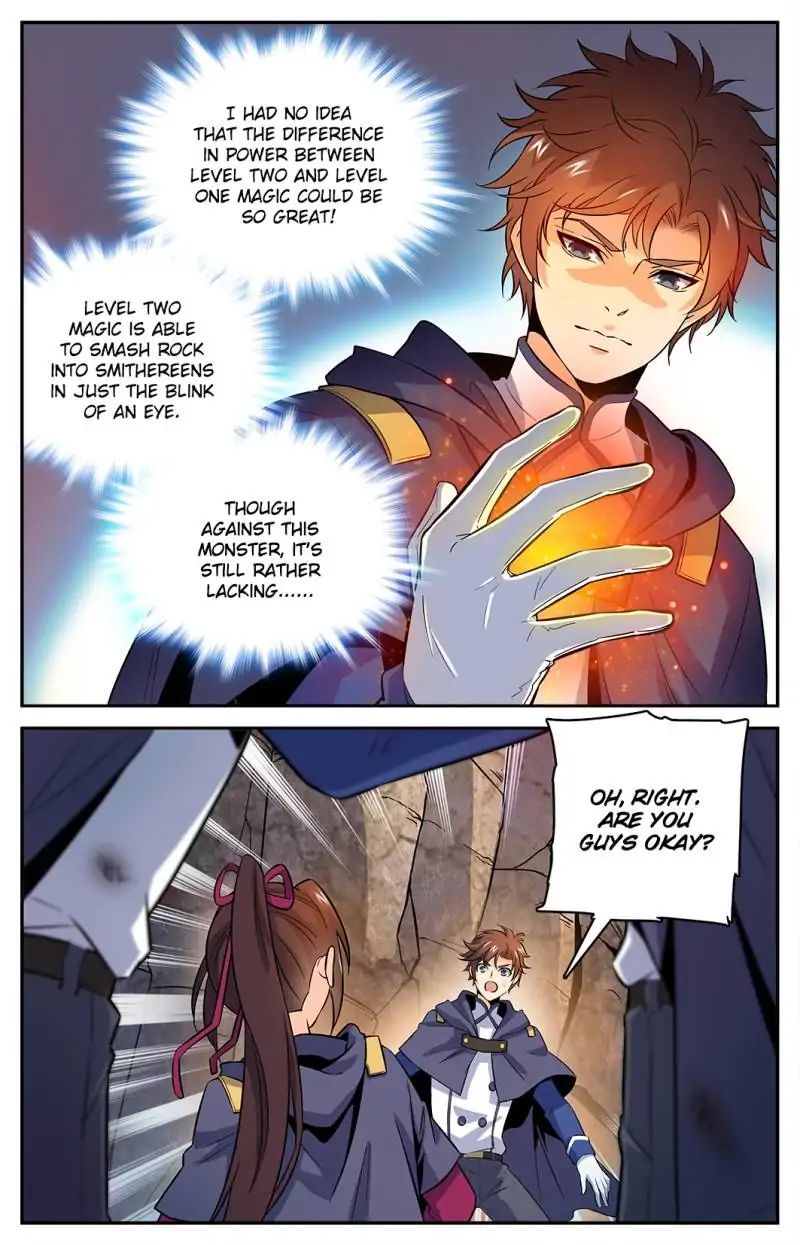 I HAD NO IDEA
THAT THE DIFFERENCE
IN POWER BETWEEN
LEVEL TWO AND LEVEL
ONE MAGIC COULD BE
SO GREAT!
LEVEL TWO
MAGIC IS ABLE
TO SMASH ROCK
INTO SMITHEREENS
IN JUST THE BLINK
OF AN EYE.
THOUGH
AGAINST THIS
MONSTER, IT'S
STILL RATHER
LACKING......
OH, RIGHT.
ARE YOU
GUYS OKAY?